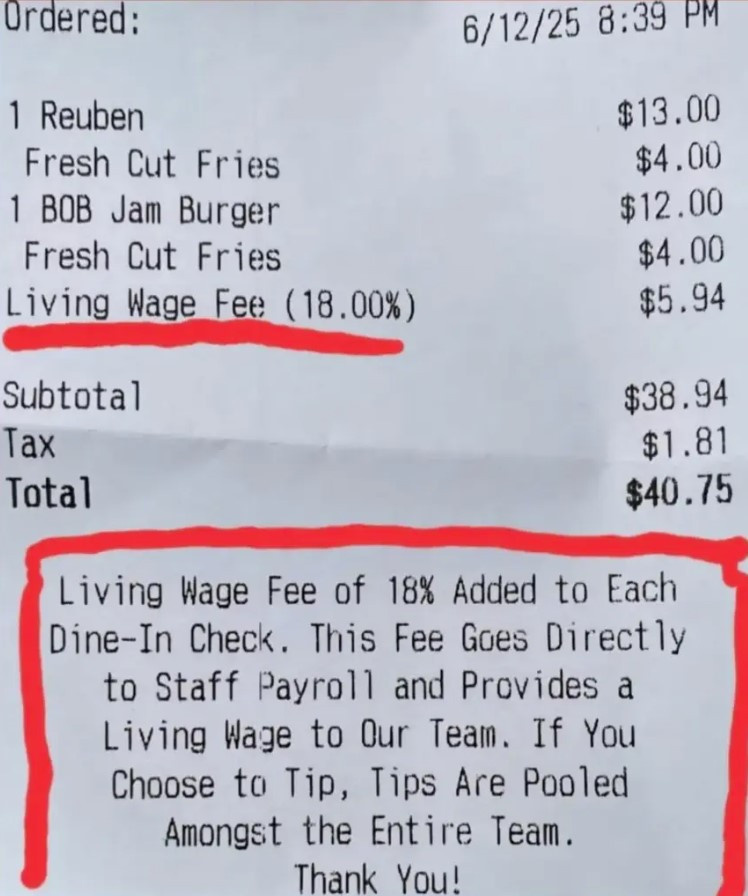 Ordered: 6/12/25 8:39 PM
1 Reuben $13.00
Fresh Cut Fries $4.00
1 BOB Jam Burger $12.00
Fresh Cut Fries $4.00
Living Wage Fee (18.00%) $5.94
Subtotal $38.94
Tax $1.81
Total $40.75
Living Wage Fee of 18% Added to Each
Dine-In Check. This Fee Goes Directly
to Staff Payroll and Provides a
Living Wage to Our Team. If You
Choose to Tip, Tips Are Pooled
Amongst the Entire Team.
Thank You!